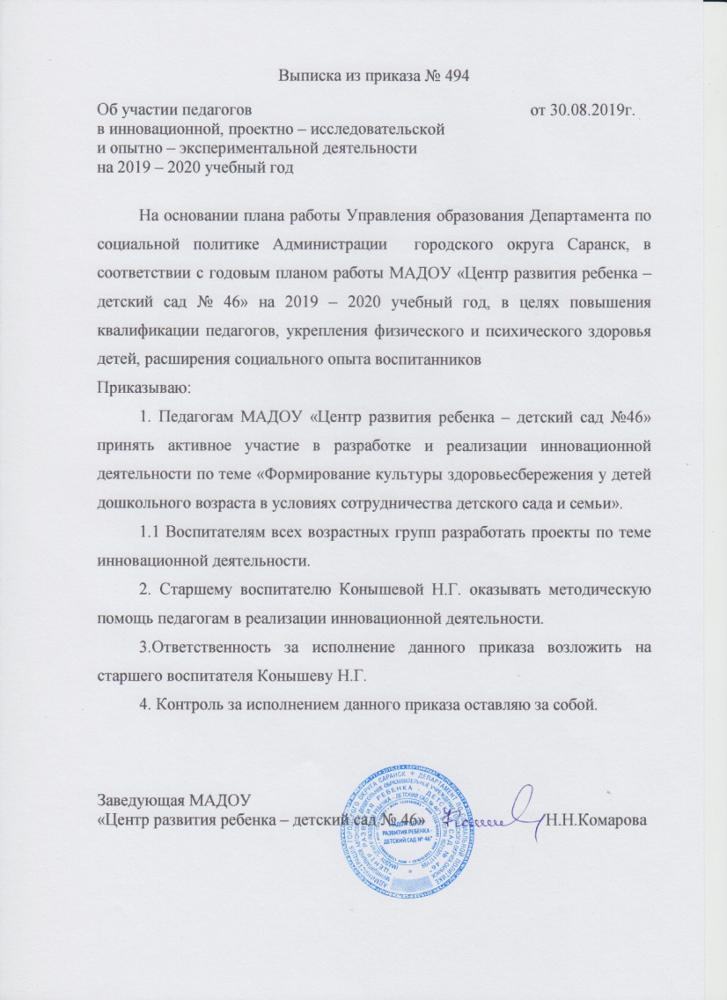 Выписка из приказа № 494
Об участии педагогов от 30.08.2019г.
в инновационной, проектно – исследовательской
и опытно – экспериментальной деятельности
на 2019 – 2020 учебный год
На основании плана работы Управления образования Департамента по
социальной политике Администрации городского округа Саранск, в
соответствии с годовым планом работы МАДОУ «Центр развития ребенка –
детский сад № 46» на 2019 – 2020 учебный год, в целях повышения
квалификации педагогов, укрепления физического и психического здоровья
детей, расширения социального опыта воспитанников
Приказываю:
1. Педагогам МАДОУ «Центр развития ребенка – детский сад №46»
принять активное участие в разработке и реализации инновационной
деятельности по теме «Формирование культуры здоровьесбережения у детей
дошкольного возраста в условиях сотрудничества детского сада и семьи».
1.1 Воспитателям всех возрастных групп разработать проекты по теме
инновационной деятельности.
2. Старшему воспитателю Конышевой Н.Г. оказывать методическую
помощь педагогам в реализации инновационной деятельности.
3.Ответственность за исполнение данного приказа возложить на
старшего воспитателя Конышеву Н.Г.
4. Контроль за исполнением данного приказа оставляю за собой.
Заведующая МАДОУ
«Центр развития ребенка – детский сад № 46» Н.Н.Комарова
РАЗВИТИЯ РЕБЕНКА -
ДЕТСКИЙ САД № 46"